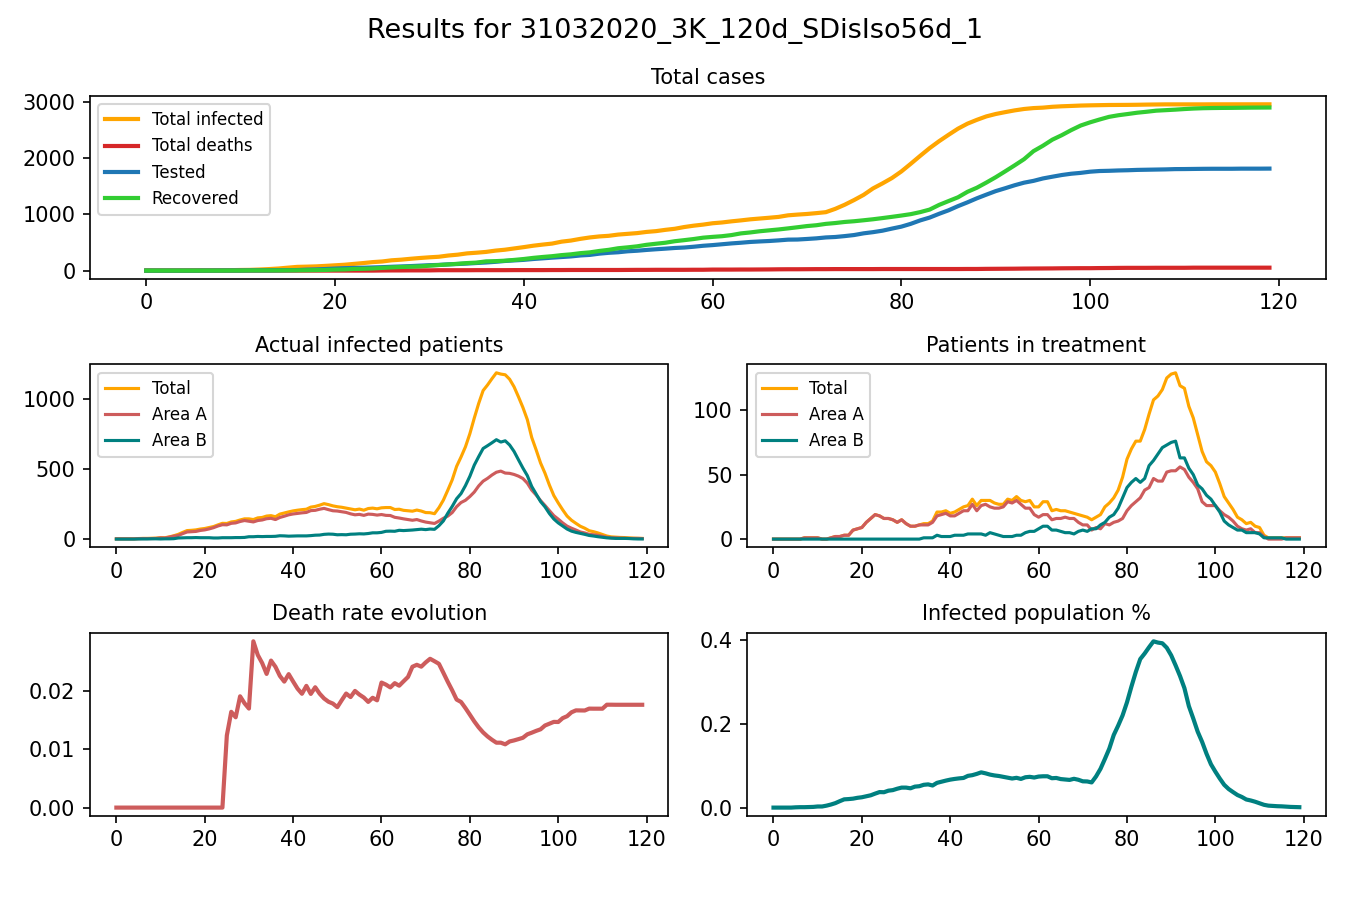 Results for 31032020_3K_120d_SDisIso56d_1
Total cases
3000
2000
1000
0
Total infected
Total deaths
Tested
Recovered
0 20 40 60 80 100 120
Actual infected patients
1000
500
0
Total
Area A
Area B
0 20 40 60 80 100 120
Patients in treatment
100
50
0
Total
Area A
Area B
0 20 40 60 80 100 120
Death rate evolution
0.02
0.01
0.00
0 20 40 60 80 100 120
Infected population %
0.4
0.2
0.0
0 20 40 60 80 100 120